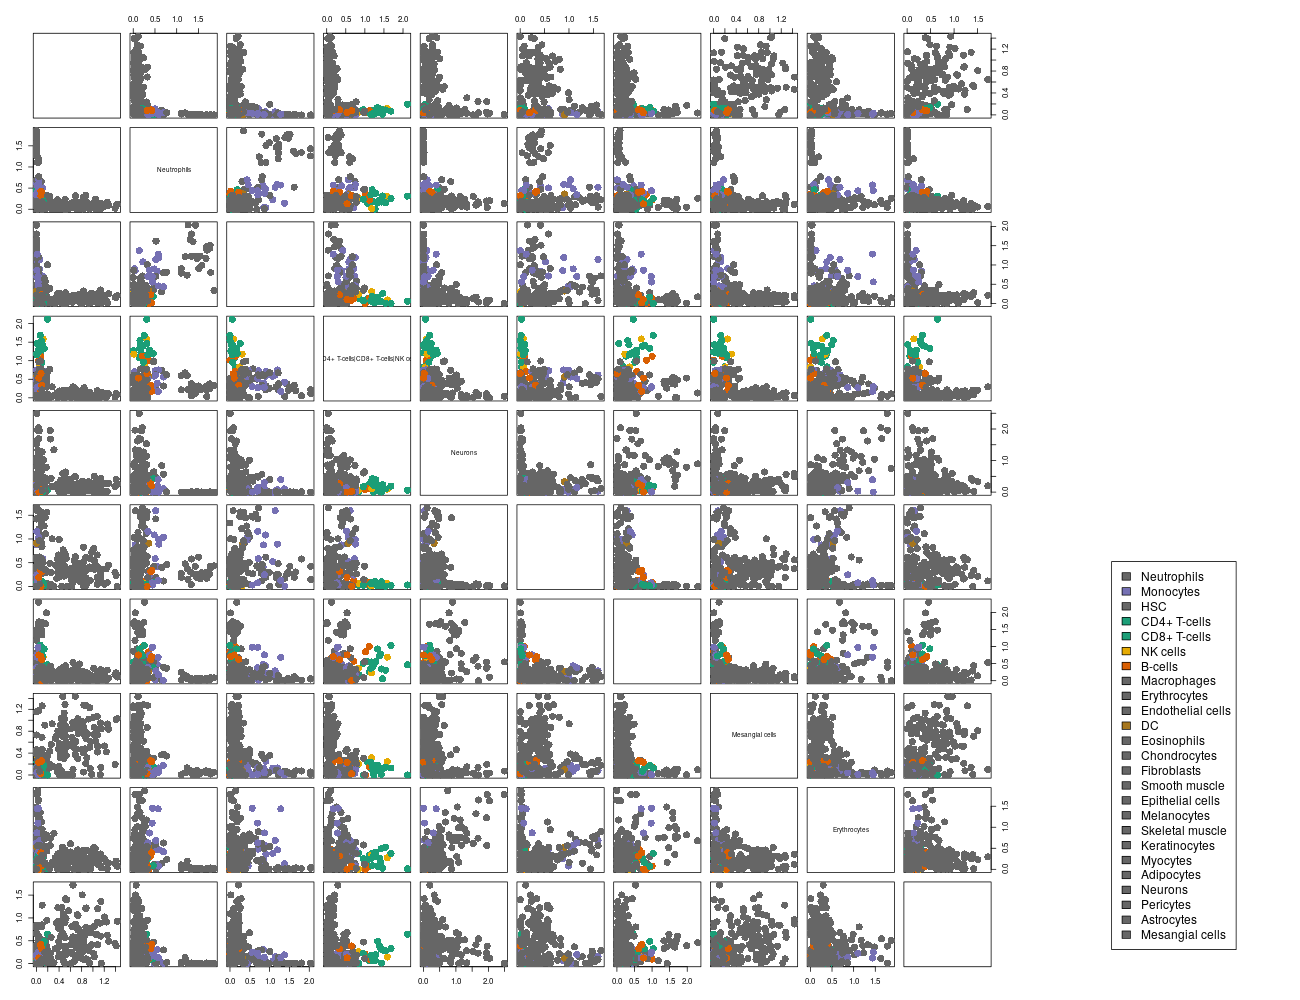 0.0 0.5 1.0 1.5
0.0 0.5 1.0 1.5 2.0
0.0 0.5 1.0 1.5
0.0 0.4 0.8 1.2
0.0 0.5 1.0 1.5
0.0 0.4 0.8 1.2
0.0 0.5 1.0 1.5
Neutrophils
0.0 0.5 1.0 1.5 2.0
0.0 0.5 1.0 1.5 2.0
04+ T-cells|CD8+ T-cells|NK ce
Neurons
0.0 1.0 2.0
0.0 0.5 1.0 1.5
0.0 0.5 1.0 1.5 2.0
0.0 0.4 0.8 1.2
Mesangial cells
Erythrocytes
0.0 0.5 1.0 1.5
0.0 0.5 1.0 1.5
0.0 0.4 0.8 1.2
0.0 0.5 1.0 1.5 2.0
0.0 1.0 2.0
0.0 0.5 1.0 1.5 2.0
0.0 0.5 1.0 1.5
Neutrophils
Monocytes
HSC
CD4+ T-cells
CD8+ T-cells
NK cells
B-cells
Macrophages
Erythrocytes
Endothelial cells
DC
Eosinophils
Chondrocytes
Fibroblasts
Smooth muscle
Epithelial cells
Melanocytes
Skeletal muscle
Keratinocytes
Myocytes
Adipocytes
Neurons
Pericytes
Astrocytes
Mesangial cells